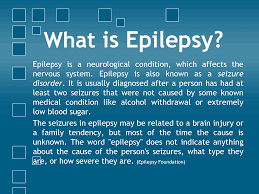 What is Epilepsy?
Epilepsy is a neurological condition, which affects the
nervous system. Epilepsy is also known as a seizure
disorder. It is usually diagnosed after a person has had at
least two seizures that were not caused by some known
medical condition like alcohol withdrawal or extremely
low blood sugar.
The seizures in epilepsy may be related to a brain injury or
a family tendency, but most of the time the cause is
unknown. The word "epilepsy" does not indicate anything
about the cause of the person's seizures, what type they
are, or how severe they are. (Epilepsy Foundation)